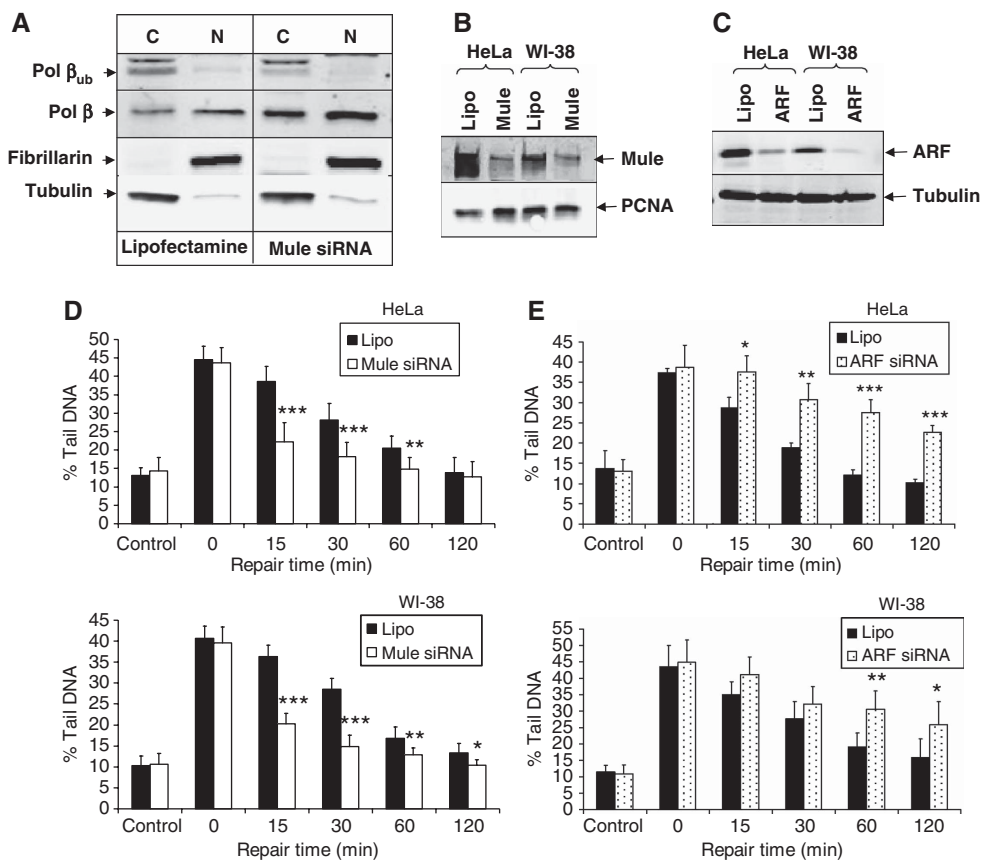 A
C N C N
Pol βub
Pol β
Fibrillarin
Tubulin
Lipofectamine Mule siRNA
B
HeLa WI-38
Lipo Mule Lipo Mule
Mule
PCNA
C
HeLa WI-38
Lipo ARF Lipo ARF
ARF
Tubulin
D
HeLa
Lipo
Mule siRNA
% Tail DNA
50
45
40
35
30
25
20
15
10
5
0
*** *** **
Control 0 15 30 60 120
Repair time (min)
WI-38
Lipo
Mule siRNA
% Tail DNA
45
40
35
30
25
20
15
10
5
0
*** *** ** *
Control 0 15 30 60 120
Repair time (min)
E
HeLa
Lipo
ARF siRNA
% Tail DNA
45
40
35
30
25
20
15
10
5
0
* ** *** ***
Control 0 15 30 60 120
Repair time (min)
WI-38
Lipo
ARF siRNA
% Tail DNA
55
50
45
40
35
30
25
20
15
10
5
0
** *
Control 0 15 30 60 120
Repair time (min)